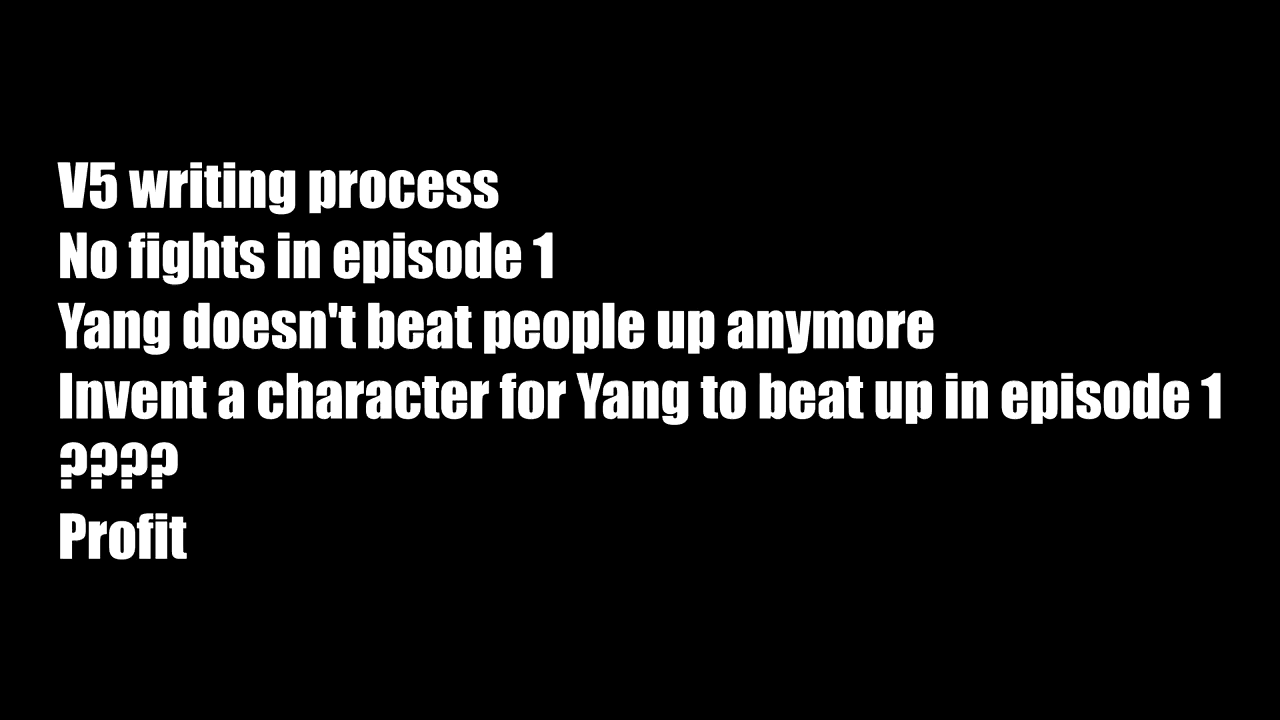 V5 writing process
No fights in episode 1
Yang doesn't beat people up anymore
Invent a character for Yang to beat up in episode 1
????
Profit